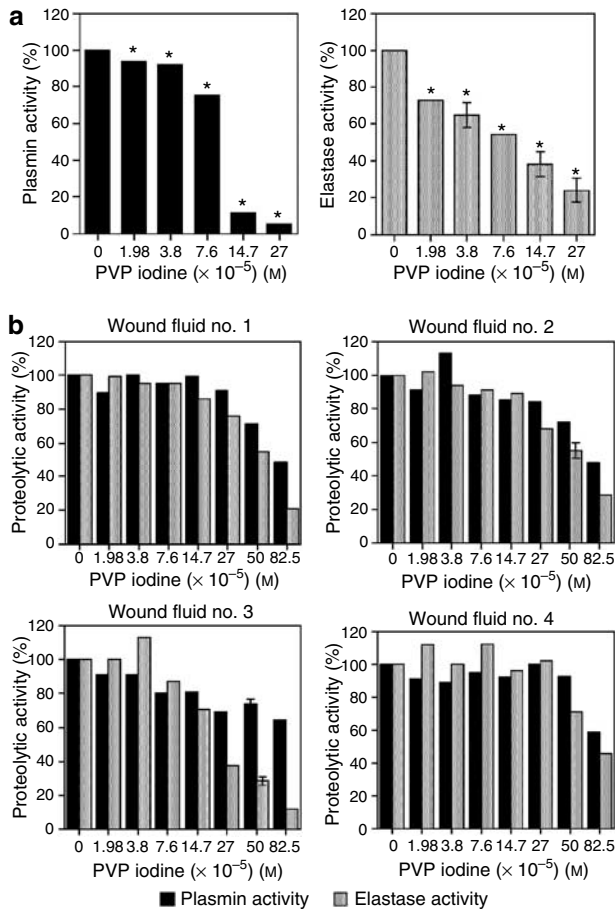 a
Plasmin activity (%)
120
100
80
60
40
20
0
* * * * *
0 1.98 3.8 7.6 14.7 27
PVP iodine (× 10⁻⁵) (M)
Elastase activity (%)
120
100
80
60
40
20
0
* * * * *
0 1.98 3.8 7.6 14.7 27
PVP iodine (× 10⁻⁵) (M)
b
Wound fluid no. 1
Proteolytic activity (%)
120
100
80
60
40
20
0
0 1.98 3.8 7.6 14.7 27 50 82.5
PVP iodine (× 10⁻⁵) (M)
Wound fluid no. 2
Proteolytic activity (%)
120
100
80
60
40
20
0
0 1.98 3.8 7.6 14.7 27 50 82.5
PVP iodine (× 10⁻⁵) (M)
Wound fluid no. 3
Proteolytic activity (%)
120
100
80
60
40
20
0
0 1.98 3.8 7.6 14.7 27 50 82.5
PVP iodine (× 10⁻⁵) (M)
Wound fluid no. 4
Proteolytic activity (%)
120
100
80
60
40
20
0
0 1.98 3.8 7.6 14.7 27 50 82.5
PVP iodine (× 10⁻⁵) (M)
Plasmin activity Elastase activity